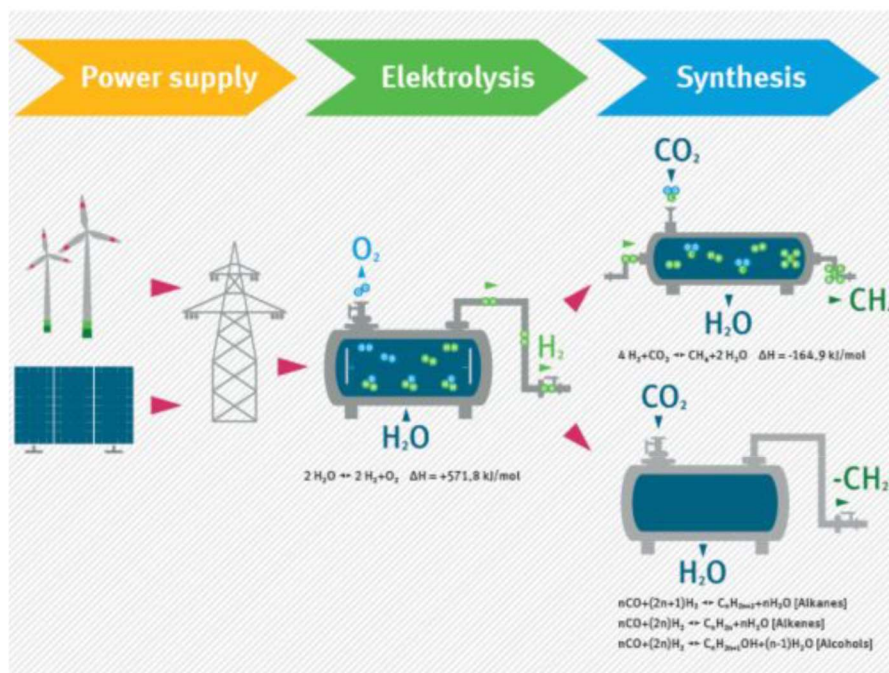 Power supply
Elektrolysis
Synthesis
CO₂
O₂
H₂
H₂O
2 H₂O ↔ 2 H₂+O₂ ΔH = +571,8 kJ/mol
H₂O
4 H₂+CO₂ ↔ CH₄+2 H₂O ΔH = -164,9 kJ/mol
CO₂
-CH₂
H₂O
nCO+(2n+1)H₂ ↔ CₙH₂ₙ₊₂+nH₂O [Alkanes]
nCO+(2n)H₂ ↔ CₙH₂ₙ+nH₂O [Alkenes]
nCO+(2n)H₂ ↔ CₙH₂ₙ₊₁OH+(n-1)H₂O [Alcohols]